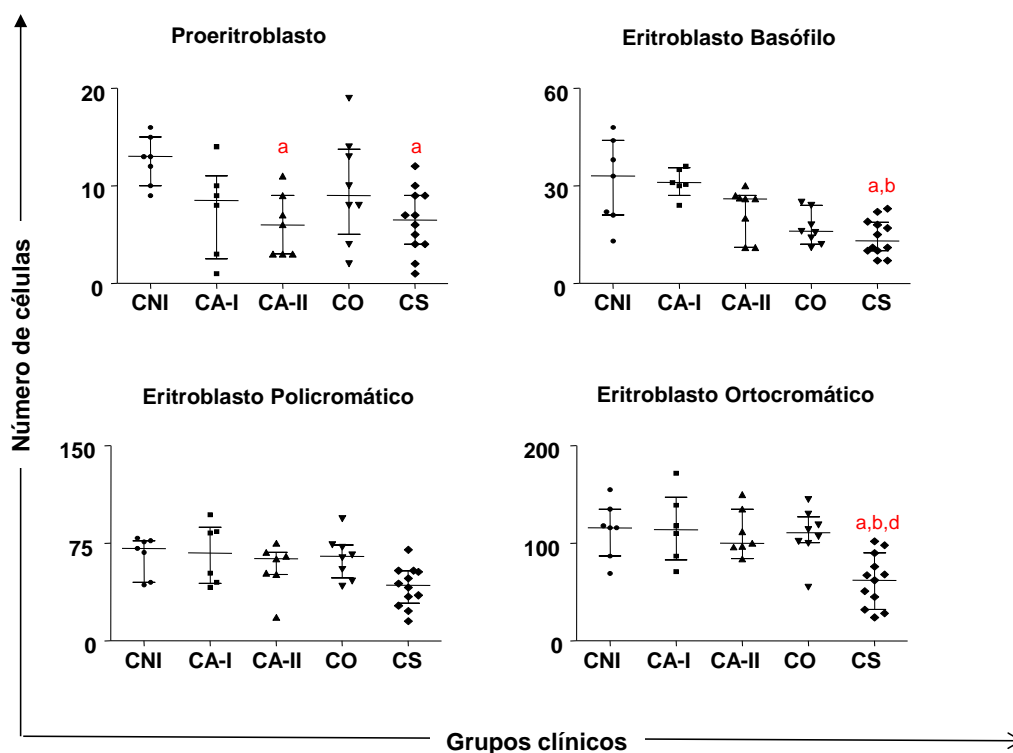 Proeritroblasto
20
10
0
a
a
CNI CA-I CA-II CO CS
Eritroblasto Basófilo
60
30
0
a,b
CNI CA-I CA-II CO CS
Número de células
Eritroblasto Policromático
150
75
0
CNI CA-I CA-II CO CS
Eritroblasto Ortocromático
200
100
0
a,b,d
CNI CA-I CA-II CO CS
Grupos clínicos